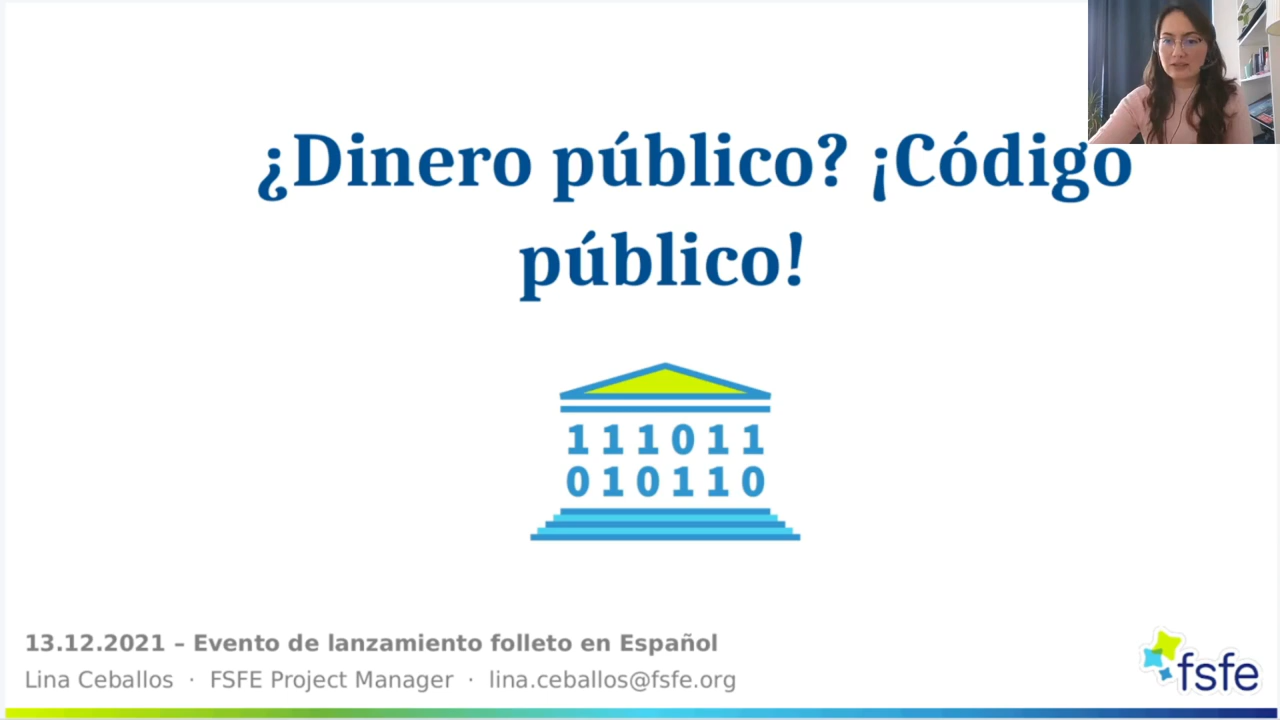 ¿Dinero público? ¡Código
público!
111011
010110
13.12.2021 – Evento de lanzamiento folleto en Español
Lina Ceballos · FSFE Project Manager · lina.ceballos@fsfe.org
fsfe